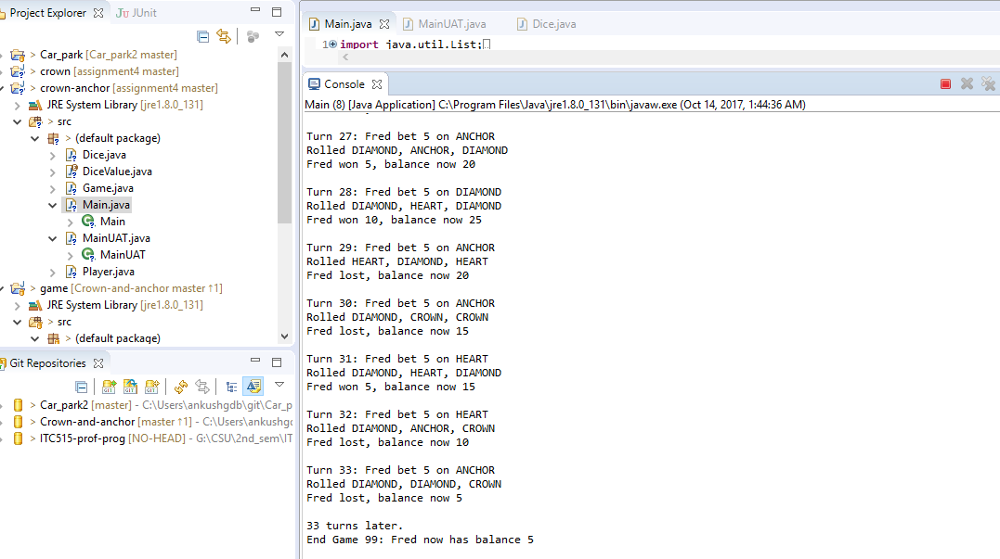 Project Explorer
JUnit
> Car_park [Car_park2 master]
> crown [assignment4 master]
> crown-anchor [assignment4 master]
JRE System Library [jre1.8.0_131]
> src
> (default package)
Dice.java
DiceValue.java
Game.java
Main.java
Main
MainUAT.java
MainUAT
Player.java
> game [Crown-and-anchor master ↑1]
JRE System Library [jre1.8.0_131]
> src
> (default package)
Git Repositories
> Car_park2 [master] - C:\Users\ankushgdb\git\Car_p
> Crown-and-anchor [master ↑1] - C:\Users\ankushgd
> ITC515-prof-prog [NO-HEAD] - G:\CSU\2nd_sem\IT
Main.java
MainUAT.java
Dice.java
1 import java.util.List;
Console
Main (8) [Java Application] C:\Program Files\Java\jre1.8.0_131\bin\javaw.exe (Oct 14, 2017, 1:44:36 AM)
Turn 27: Fred bet 5 on ANCHOR
Rolled DIAMOND, ANCHOR, DIAMOND
Fred won 5, balance now 20
Turn 28: Fred bet 5 on DIAMOND
Rolled DIAMOND, HEART, DIAMOND
Fred won 10, balance now 25
Turn 29: Fred bet 5 on ANCHOR
Rolled HEART, DIAMOND, HEART
Fred lost, balance now 20
Turn 30: Fred bet 5 on ANCHOR
Rolled DIAMOND, CROWN, CROWN
Fred lost, balance now 15
Turn 31: Fred bet 5 on HEART
Rolled DIAMOND, HEART, DIAMOND
Fred won 5, balance now 15
Turn 32: Fred bet 5 on HEART
Rolled DIAMOND, ANCHOR, CROWN
Fred lost, balance now 10
Turn 33: Fred bet 5 on ANCHOR
Rolled DIAMOND, DIAMOND, CROWN
Fred lost, balance now 5
33 turns later.
End Game 99: Fred now has balance 5